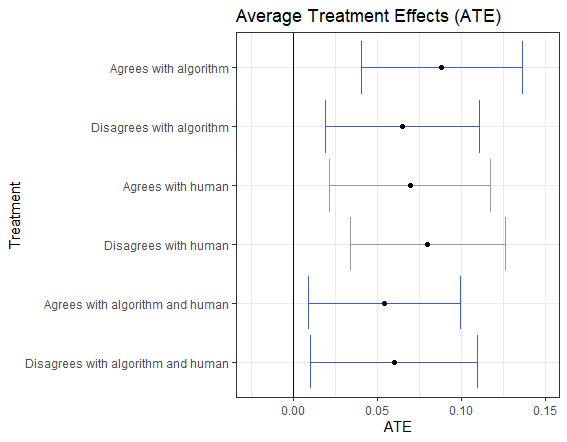 Average Treatment Effects (ATE)
Agrees with algorithm
Disagrees with algorithm
Agrees with human
Disagrees with human
Agrees with algorithm and human
Disagrees with algorithm and human
Treatment
0.00 0.05 0.10 0.15
ATE